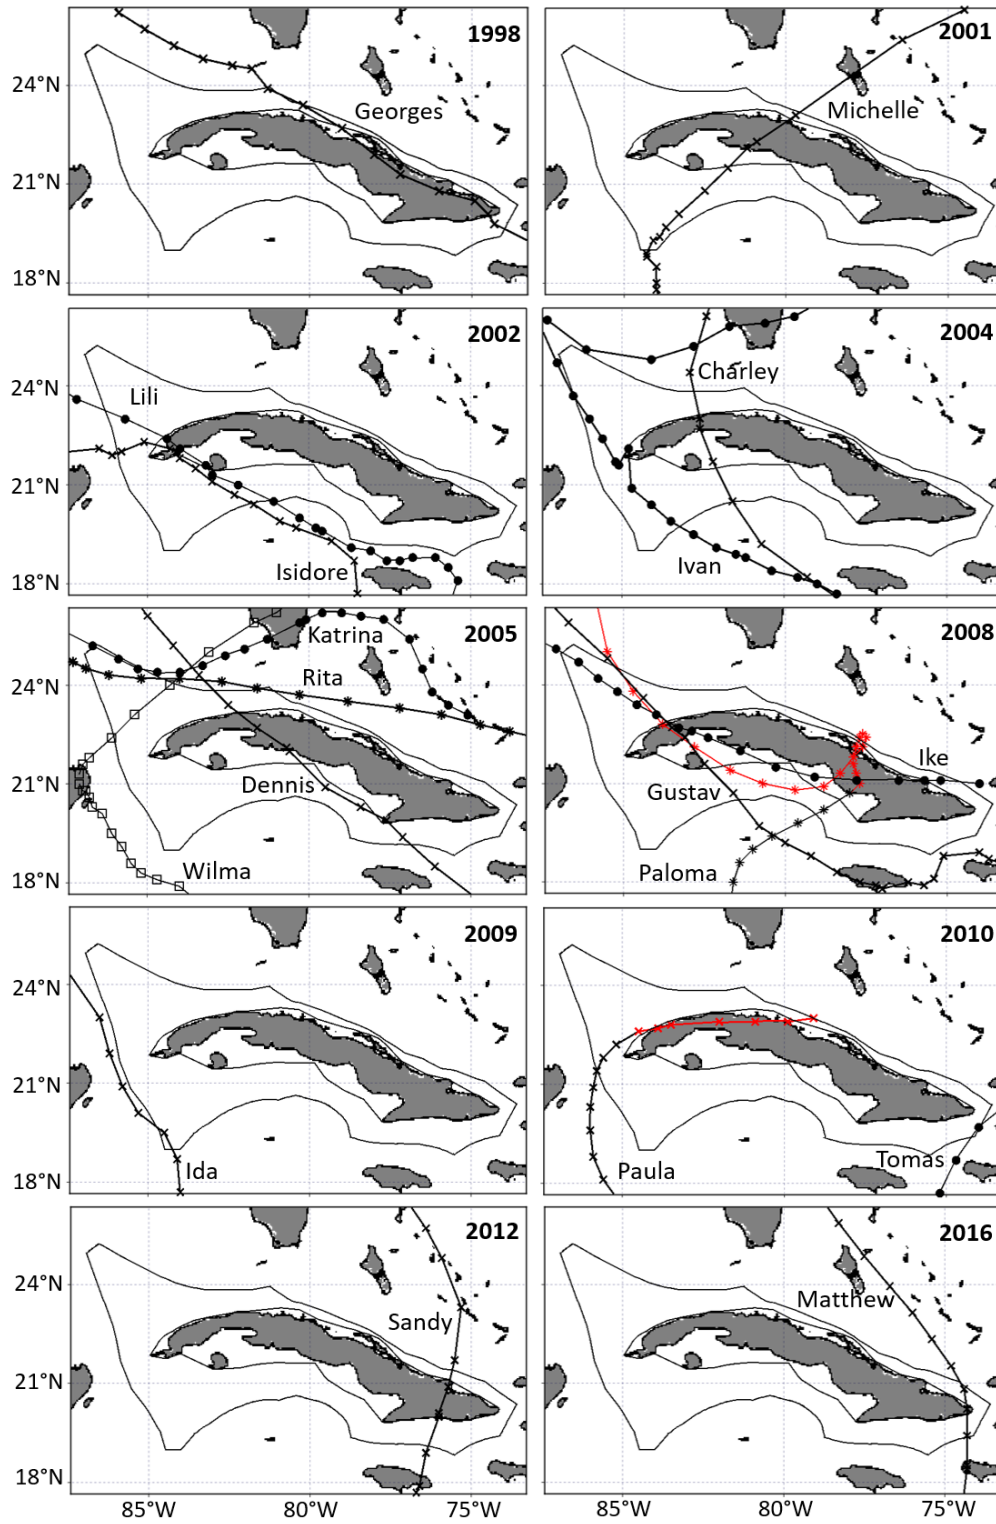 1998
Georges
24°N
21°N
18°N
2001
Michelle
2002
Lili
Isidore
24°N
21°N
18°N
2004
Charley
Ivan
2005
Katrina
Rita
Dennis
Wilma
24°N
21°N
18°N
2008
Ike
Gustav
Paloma
2009
Ida
24°N
21°N
18°N
2010
Tomas
Paula
2012
Sandy
24°N
21°N
18°N
2016
Matthew
85°W 80°W 75°W 85°W 80°W 75°W